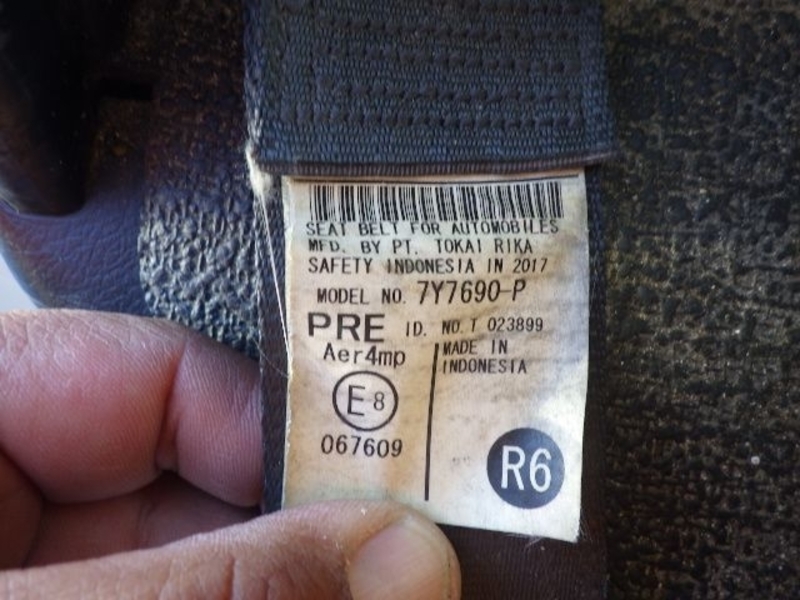 SEAT BELT FOR AUTOMOBILES
MFD. BY PT. TOKAI RIKA
SAFETY INDONESIA IN 2017
MODEL NO. 7Y7690-P
PRE ID. NO. T 023899
Aer4mp
MADE IN
INDONESIA
E8
067609
R6